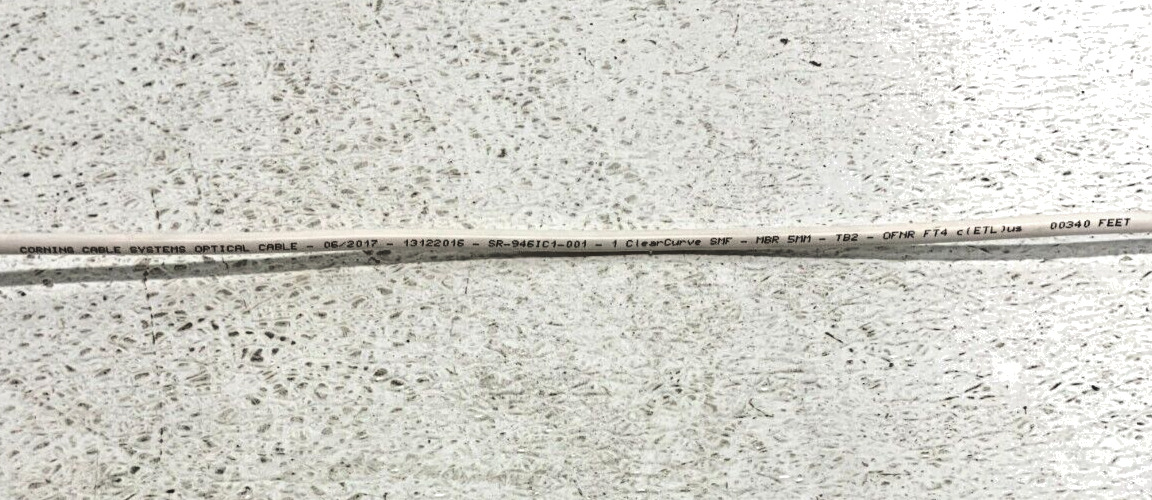 CORNING CABLE SYSTEMS OPTICAL CABLE - 06/2017 - 13122016 - SR-946IC1-001 - 1 ClearCurve SMF - MBR 5MM - TB2 - OFNR FT4 c(ETL)us 00340 FEET